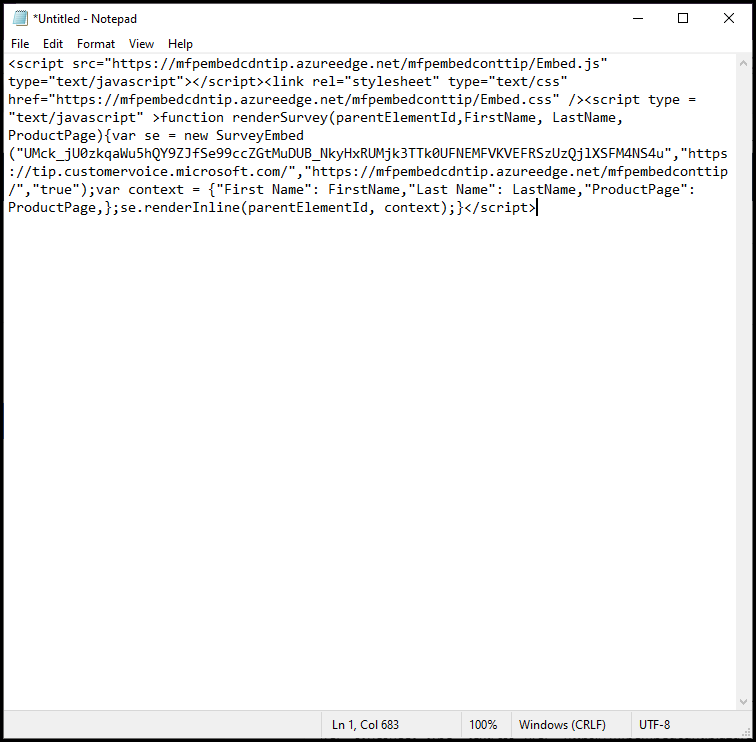 *Untitled - Notepad
File Edit Format View Help
<script src="https://mfpembedcdntip.azureedge.net/mfpembedconttip/Embed.js"
type="text/javascript"></script><link rel="stylesheet" type="text/css"
href="https://mfpembedcdntip.azureedge.net/mfpembedconttip/Embed.css" /><script type =
"text/javascript" >function renderSurvey(parentElementId,FirstName, LastName,
ProductPage){var se = new SurveyEmbed
("UMck_jU0zkqaWu5hQY9ZJfSe99ccZGtMuDUB_NkyHxRUMjk3TTk0UFNEMFVKVEFRSzUzQjlXSFM4NS4u","https
://tip.customervoice.microsoft.com/","https://mfpembedcdntip.azureedge.net/mfpembedconttip
/","true");var context = {"First Name": FirstName,"Last Name": LastName,"ProductPage":
ProductPage,};se.renderInline(parentElementId, context);}</script>
Ln 1, Col 683 100% Windows (CRLF) UTF-8